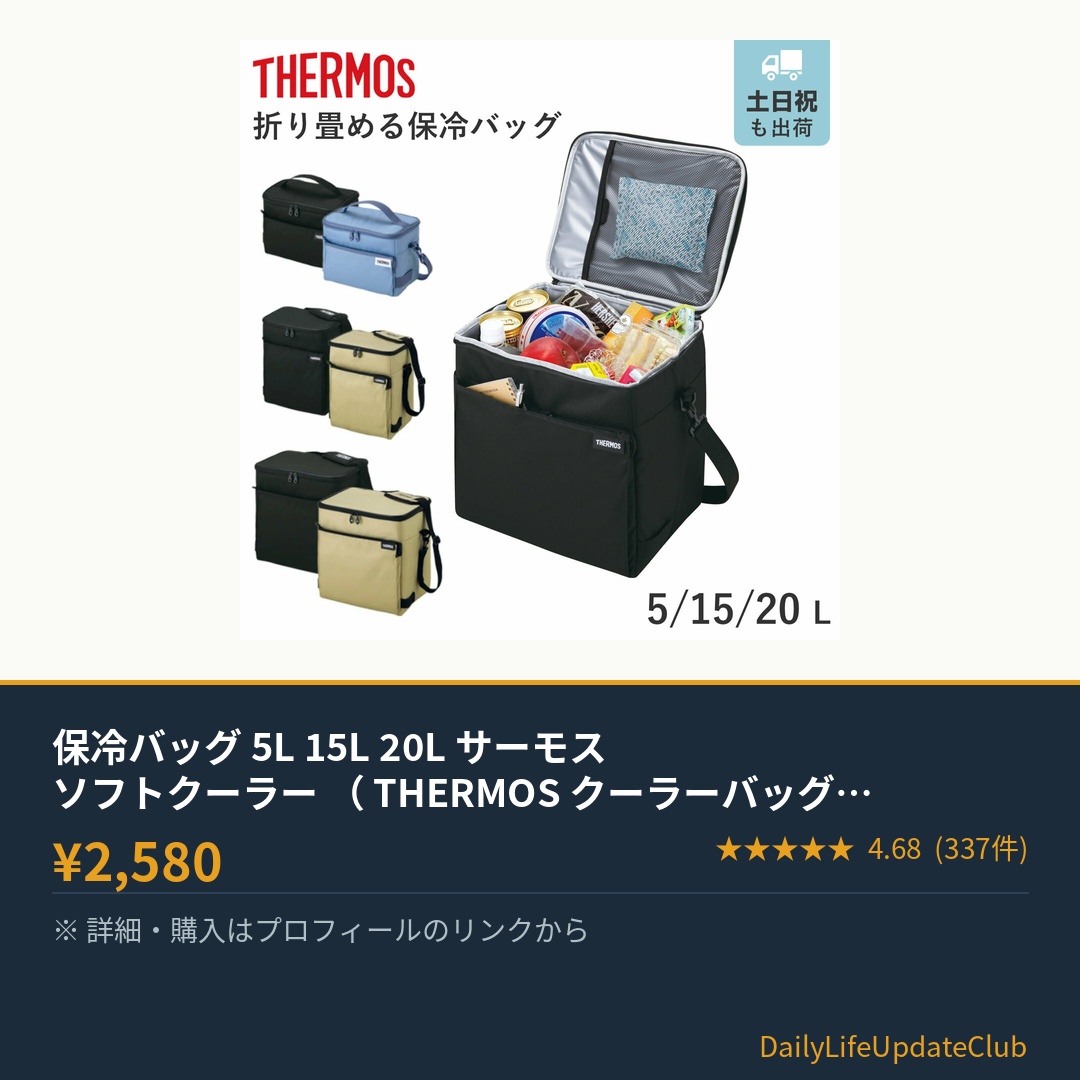 THERMOS
折り畳める保冷バッグ
土日祝
も出荷
THERMOS
THERMOS
5/15/20 L
保冷バッグ 5L 15L 20L サーモス
ソフトクーラー （ THERMOS クーラーバッグ…
¥2,580
★★★★★ 4.68 (337件)
※ 詳細・購入はプロフィールのリンクから
DailyLifeUpdateClub